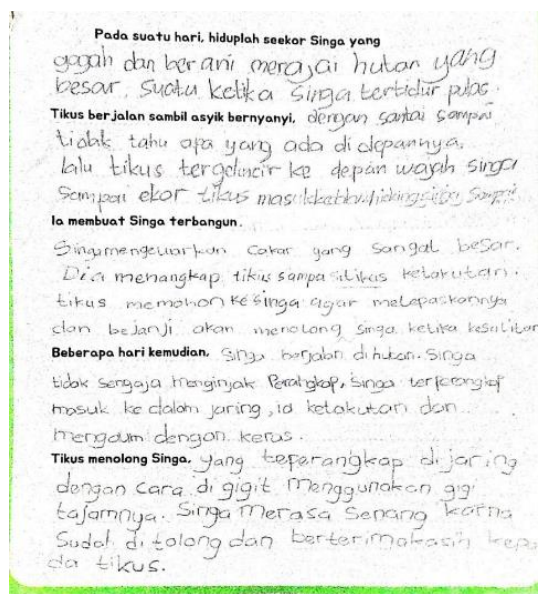 Pada suatu hari, hiduplah seekor Singa yang
gagah dan berani merajai hutan yang
besar. Suatu ketika Singa tertidur pulas.
Tikus berjalan sambil asyik bernyanyi, dengan santai sampai
tidak tahu apa yang ada di depannya.
lalu tikus tergelincir ke depan wajah singa
sampai ekor tikus masuk
Ia membuat Singa terbangun.
Singa mengeluarkan cakar yang sangat besar.
Dia menangkap tikus sampai si tikus ketakutan.
tikus memohon ke singa agar melepaskannya
dan bejanji akan menolong singa ketika kesulitan
Beberapa hari kemudian, singa berjalan di hutan. Singa
tidak sengaja menginjak Perangkap, singa terperangkap
masuk ke dalam jaring, ia ketakutan dan
mengaum dengan keras.
Tikus menolong Singa, yang teperangkap di jaring
dengan cara di gigit menggunakan gigi
tajamnya. Singa merasa senang karna
Sudah di tolong dan berterimakasih kepa
da tikus.